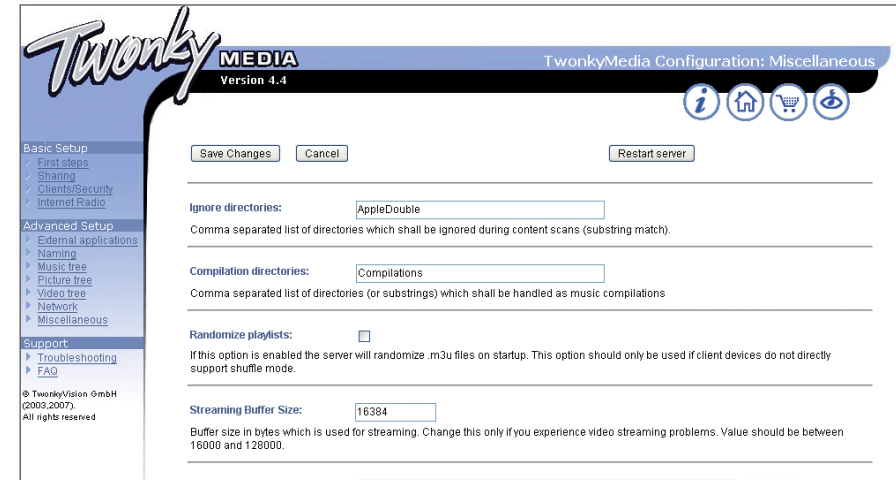 Twonky
MEDIA
Version 4.4
TwonkyMedia Configuration: Miscellaneous
Basic Setup
First steps
Sharing
Clients/Security
Internet Radio
Advanced Setup
External applications
Naming
Music tree
Picture tree
Video tree
Network
Miscellaneous
Support
Troubleshooting
FAQ
© TwonkyVision GmbH
(2003,2007).
All rights reserved
Save Changes Cancel Restart server
Ignore directories: AppleDouble
Comma separated list of directories which shall be ignored during content scans (substring match).
Compilation directories: Compilations
Comma separated list of directories (or substrings) which shall be handled as music compilations
Randomize playlists:
If this option is enabled the server will randomize .m3u files on startup. This option should only be used if client devices do not directly
support shuffle mode.
Streaming Buffer Size: 16384
Buffer size in bytes which is used for streaming. Change this only if you experience video streaming problems. Value should be between
16000 and 128000.